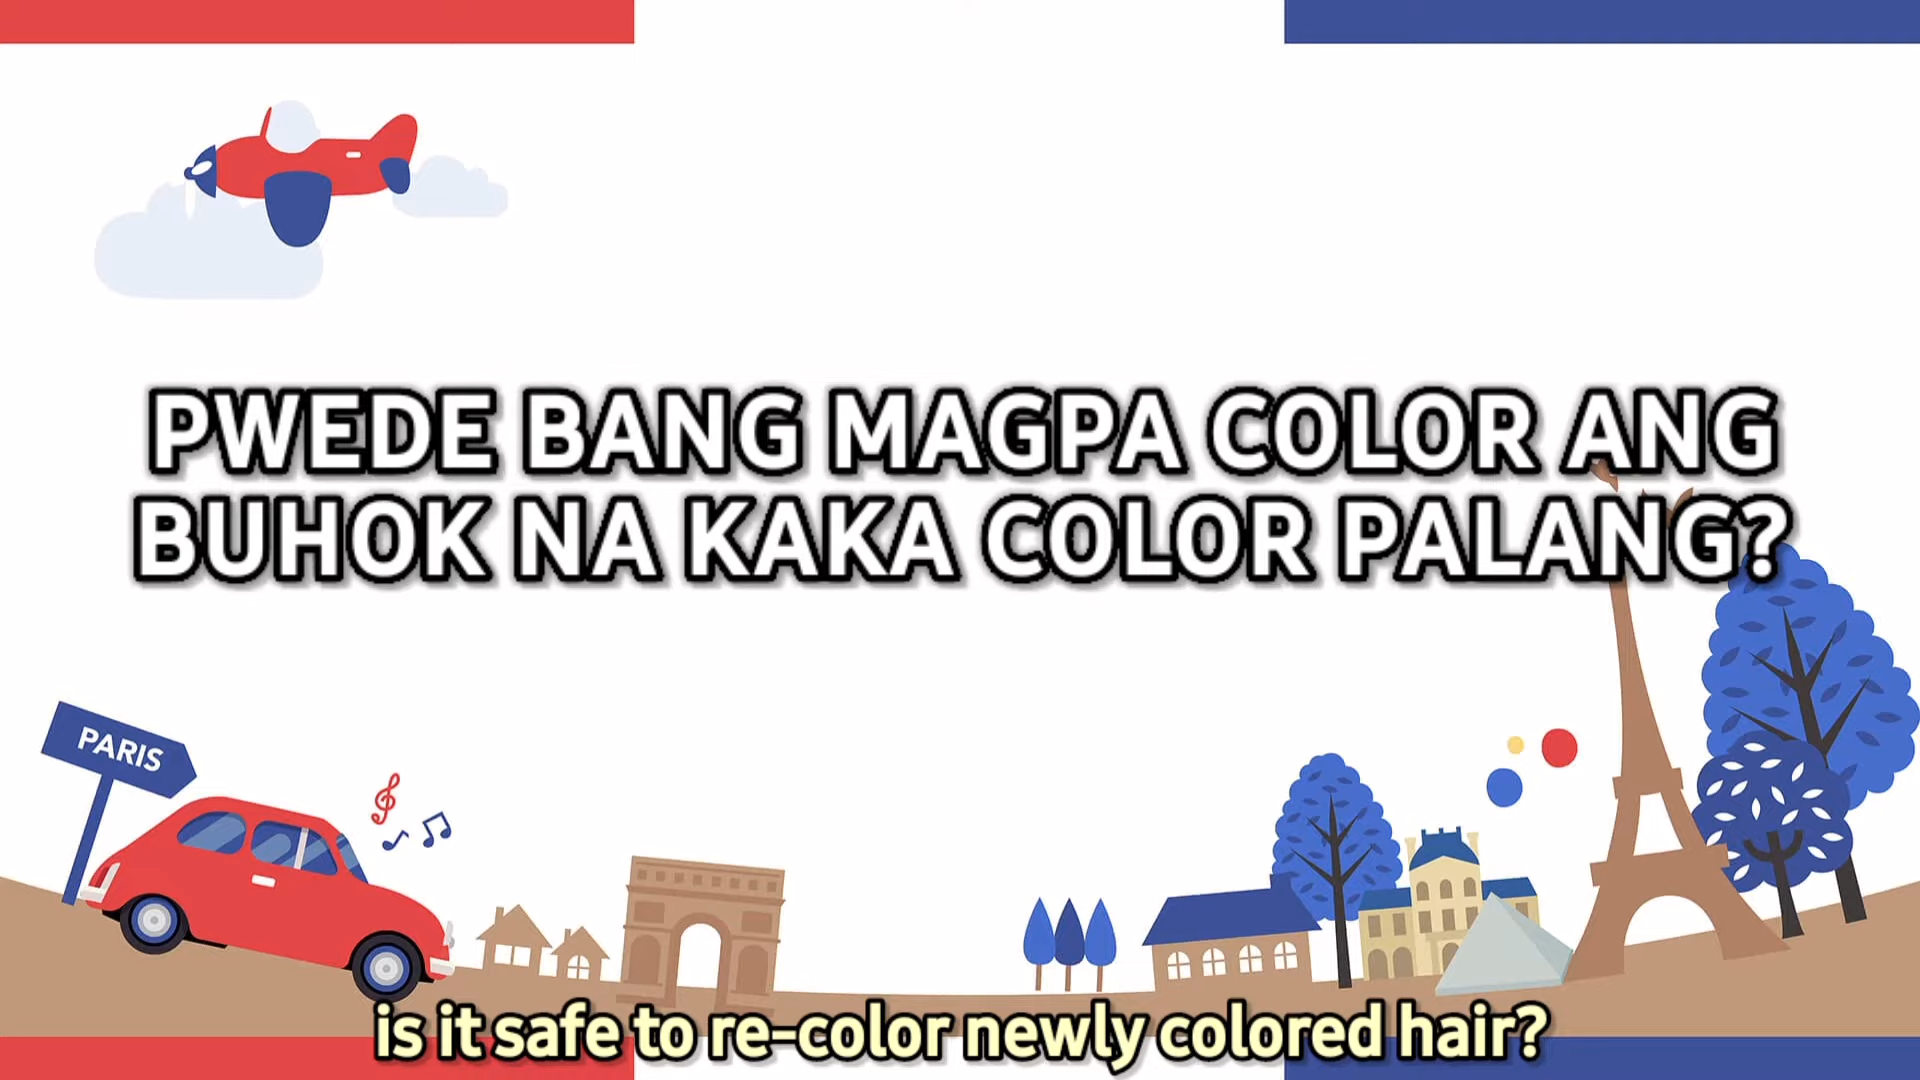 PWEDE BANG MAGPA COLOR ANG
BUHOK NA KAKA COLOR PALANG?
PARIS
is it safe to re-color newly colored hair?